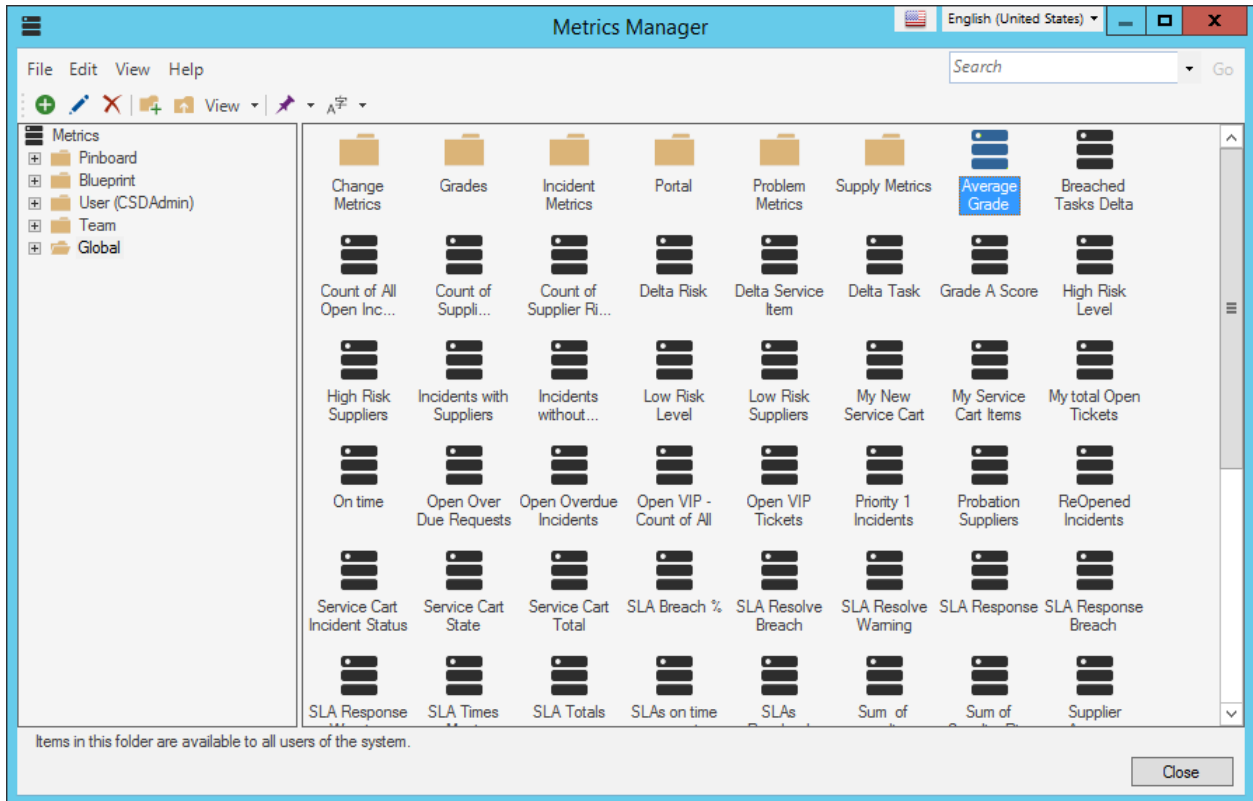 Metrics Manager
English (United States)
File Edit View Help
Search
Go
View
A字
Metrics
Pinboard
Blueprint
User (CSDAdmin)
Team
Global
Change
Metrics
Grades
Incident
Metrics
Portal
Problem
Metrics
Supply Metrics
Average
Grade
Breached
Tasks Delta
Count of All
Open Inc...
Count of
Suppli...
Count of
Supplier Ri...
Delta Risk
Delta Service
Item
Delta Task
Grade A Score
High Risk
Level
High Risk
Suppliers
Incidents with
Suppliers
Incidents
without...
Low Risk
Level
Low Risk
Suppliers
My New
Service Cart
My Service
Cart Items
My total Open
Tickets
On time
Open Over
Due Requests
Open Overdue
Incidents
Open VIP -
Count of All
Open VIP
Tickets
Priority 1
Incidents
Probation
Suppliers
ReOpened
Incidents
Service Cart
Incident Status
Service Cart
State
Service Cart
Total
SLA Breach %
SLA Resolve
Breach
SLA Resolve
Warning
SLA Response
SLA Response
Breach
SLA Response
SLA Times
SLA Totals
SLAs on time
SLAs
Sum of
Sum of
Supplier
Items in this folder are available to all users of the system.
Close